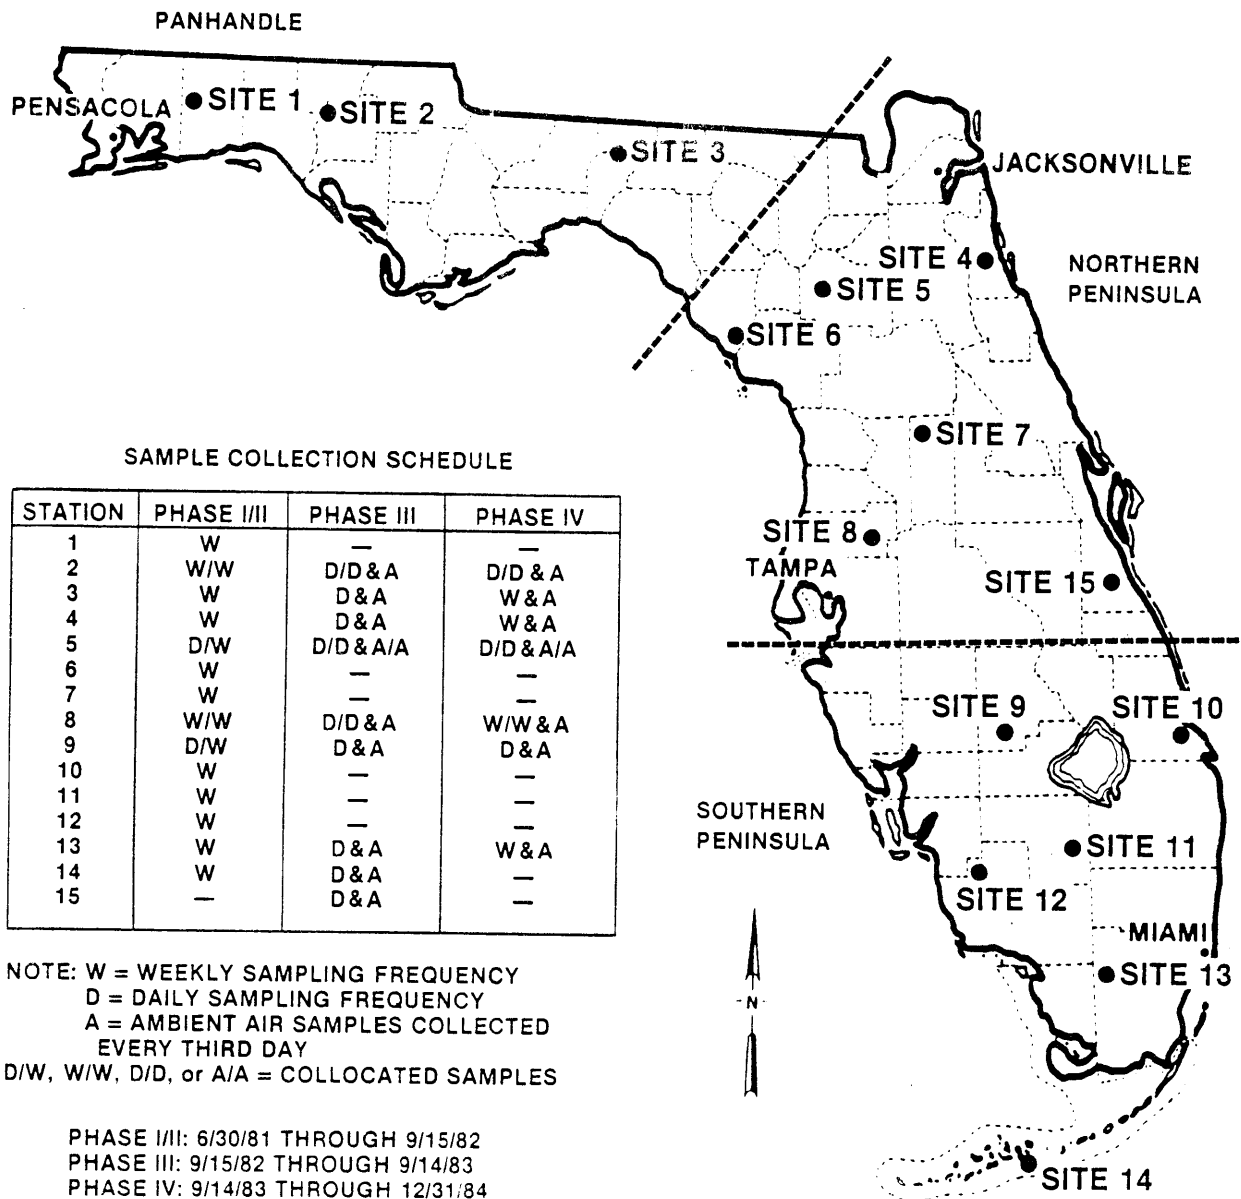 PANHANDLE
PENSACOLA
SITE 1
SITE 2
SITE 3
JACKSONVILLE
SITE 4
NORTHERN
PENINSULA
SITE 5
SITE 6
SITE 7
SITE 8
TAMPA
SITE 15
SITE 9
SITE 10
SOUTHERN
PENINSULA
SITE 11
SITE 12
MIAMI
SITE 13
N
SITE 14
SAMPLE COLLECTION SCHEDULE
STATION PHASE I/II PHASE III PHASE IV
1 W — —
2 W/W D/D & A D/D & A
3 W D & A W & A
4 W D & A W & A
5 D/W D/D & A/A D/D & A/A
6 W — —
7 W — —
8 W/W D/D & A W/W & A
9 D/W D & A D & A
10 W — —
11 W — —
12 W — —
13 W D & A W & A
14 W D & A —
15 — D & A —
NOTE: W = WEEKLY SAMPLING FREQUENCY
D = DAILY SAMPLING FREQUENCY
A = AMBIENT AIR SAMPLES COLLECTED
EVERY THIRD DAY
D/W, W/W, D/D, or A/A = COLLOCATED SAMPLES
PHASE I/II: 6/30/81 THROUGH 9/15/82
PHASE III: 9/15/82 THROUGH 9/14/83
PHASE IV: 9/14/83 THROUGH 12/31/84